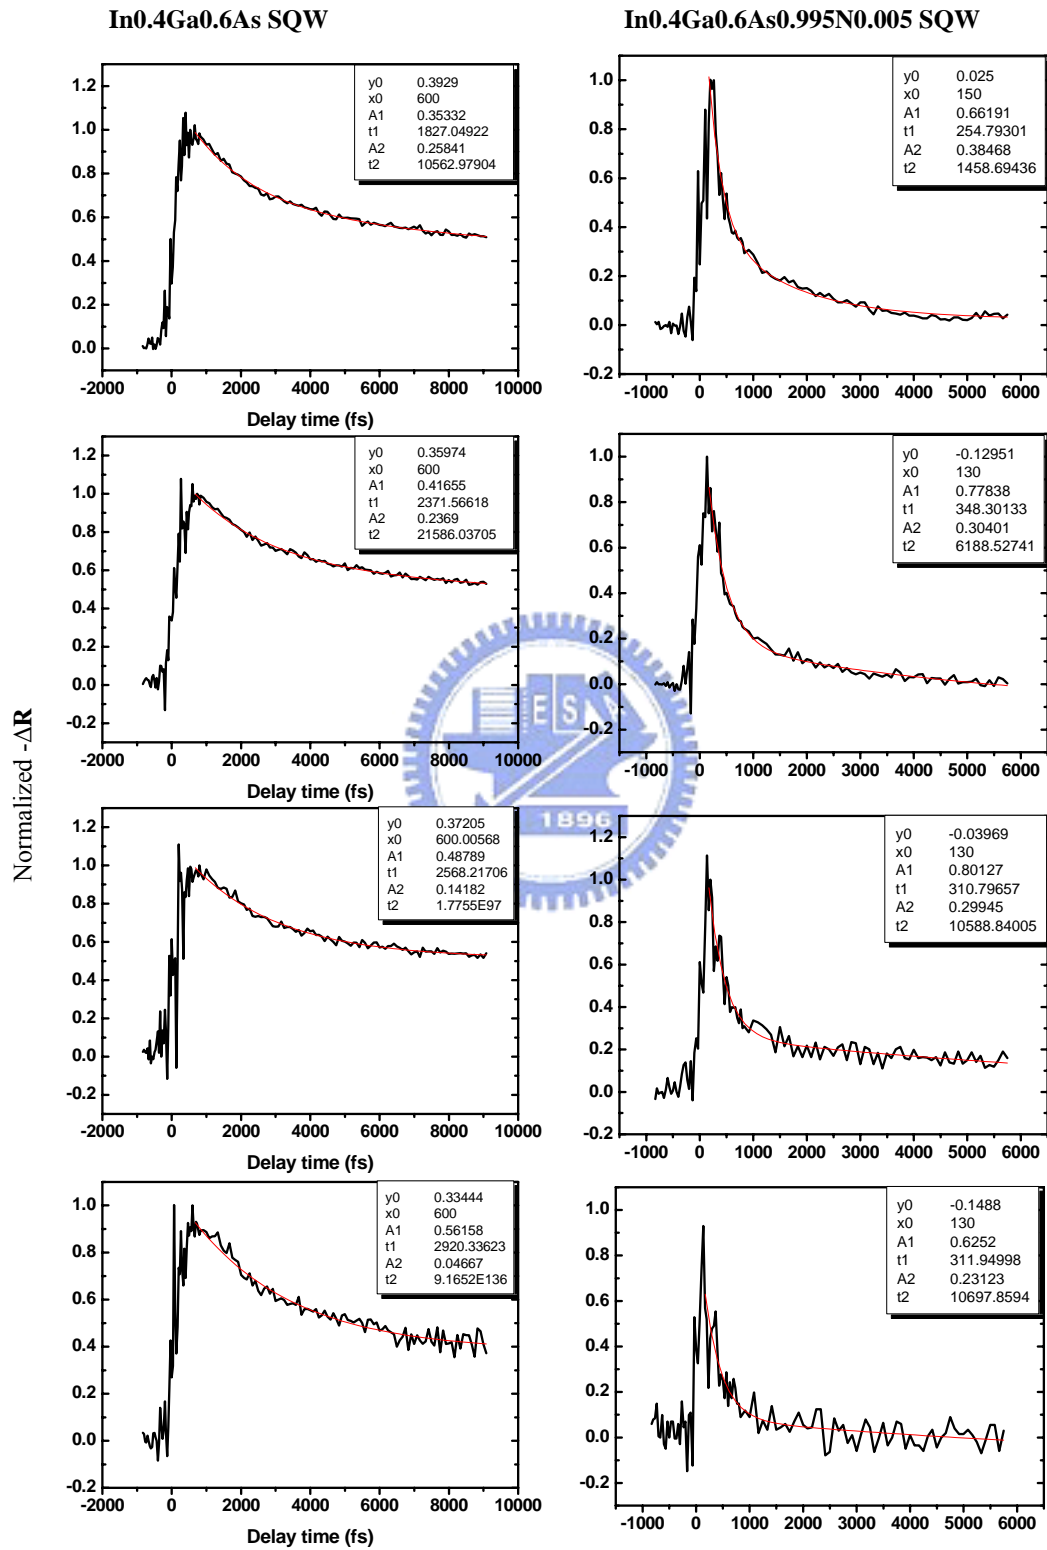 In0.4Ga0.6As SQW
In0.4Ga0.6As0.995N0.005 SQW
Normalized -ΔR
1.2
1.0
0.8
0.6
0.4
0.2
0.0
-2000 0 2000 4000 6000 8000 10000
Delay time (fs)
y0 0.3929
x0 600
A1 0.35332
t1 1827.04922
A2 0.25841
t2 10562.97904
1.0
0.8
0.6
0.4
0.2
0.0
-0.2
-1000 0 1000 2000 3000 4000 5000 6000
y0 0.025
x0 150
A1 0.66191
t1 254.79301
A2 0.38468
t2 1458.69436
1.2
1.0
0.8
0.6
0.4
0.2
0.0
-0.2
-2000 0 2000 4000 6000 8000 10000
Delay time (fs)
y0 0.35974
x0 600
A1 0.41655
t1 2371.56618
A2 0.2369
t2 21586.03705
1.0
0.8
0.6
0.4
0.2
0.0
-0.2
-1000 0 1000 2000 3000 4000 5000 6000
y0 -0.12951
x0 130
A1 0.77838
t1 348.30133
A2 0.30401
t2 6188.52741
E S
1896
1.2
1.0
0.8
0.6
0.4
0.2
0.0
-0.2
-2000 0 2000 4000 6000 8000 10000
Delay time (fs)
y0 0.37205
x0 600.00568
A1 0.48789
t1 2568.21706
A2 0.14182
t2 1.7755E97
1.2
1.0
0.8
0.6
0.4
0.2
0.0
-0.2
-1000 0 1000 2000 3000 4000 5000 6000
y0 -0.03969
x0 130
A1 0.80127
t1 310.79657
A2 0.29945
t2 10588.84005
1.0
0.8
0.6
0.4
0.2
0.0
-0.2
-2000 0 2000 4000 6000 8000 10000
Delay time (fs)
y0 0.33444
x0 600
A1 0.56158
t1 2920.33623
A2 0.04667
t2 9.1652E136
1.0
0.8
0.6
0.4
0.2
0.0
-0.2
-1000 0 1000 2000 3000 4000 5000 6000
y0 -0.1488
x0 130
A1 0.6252
t1 311.94998
A2 0.23123
t2 10697.8594